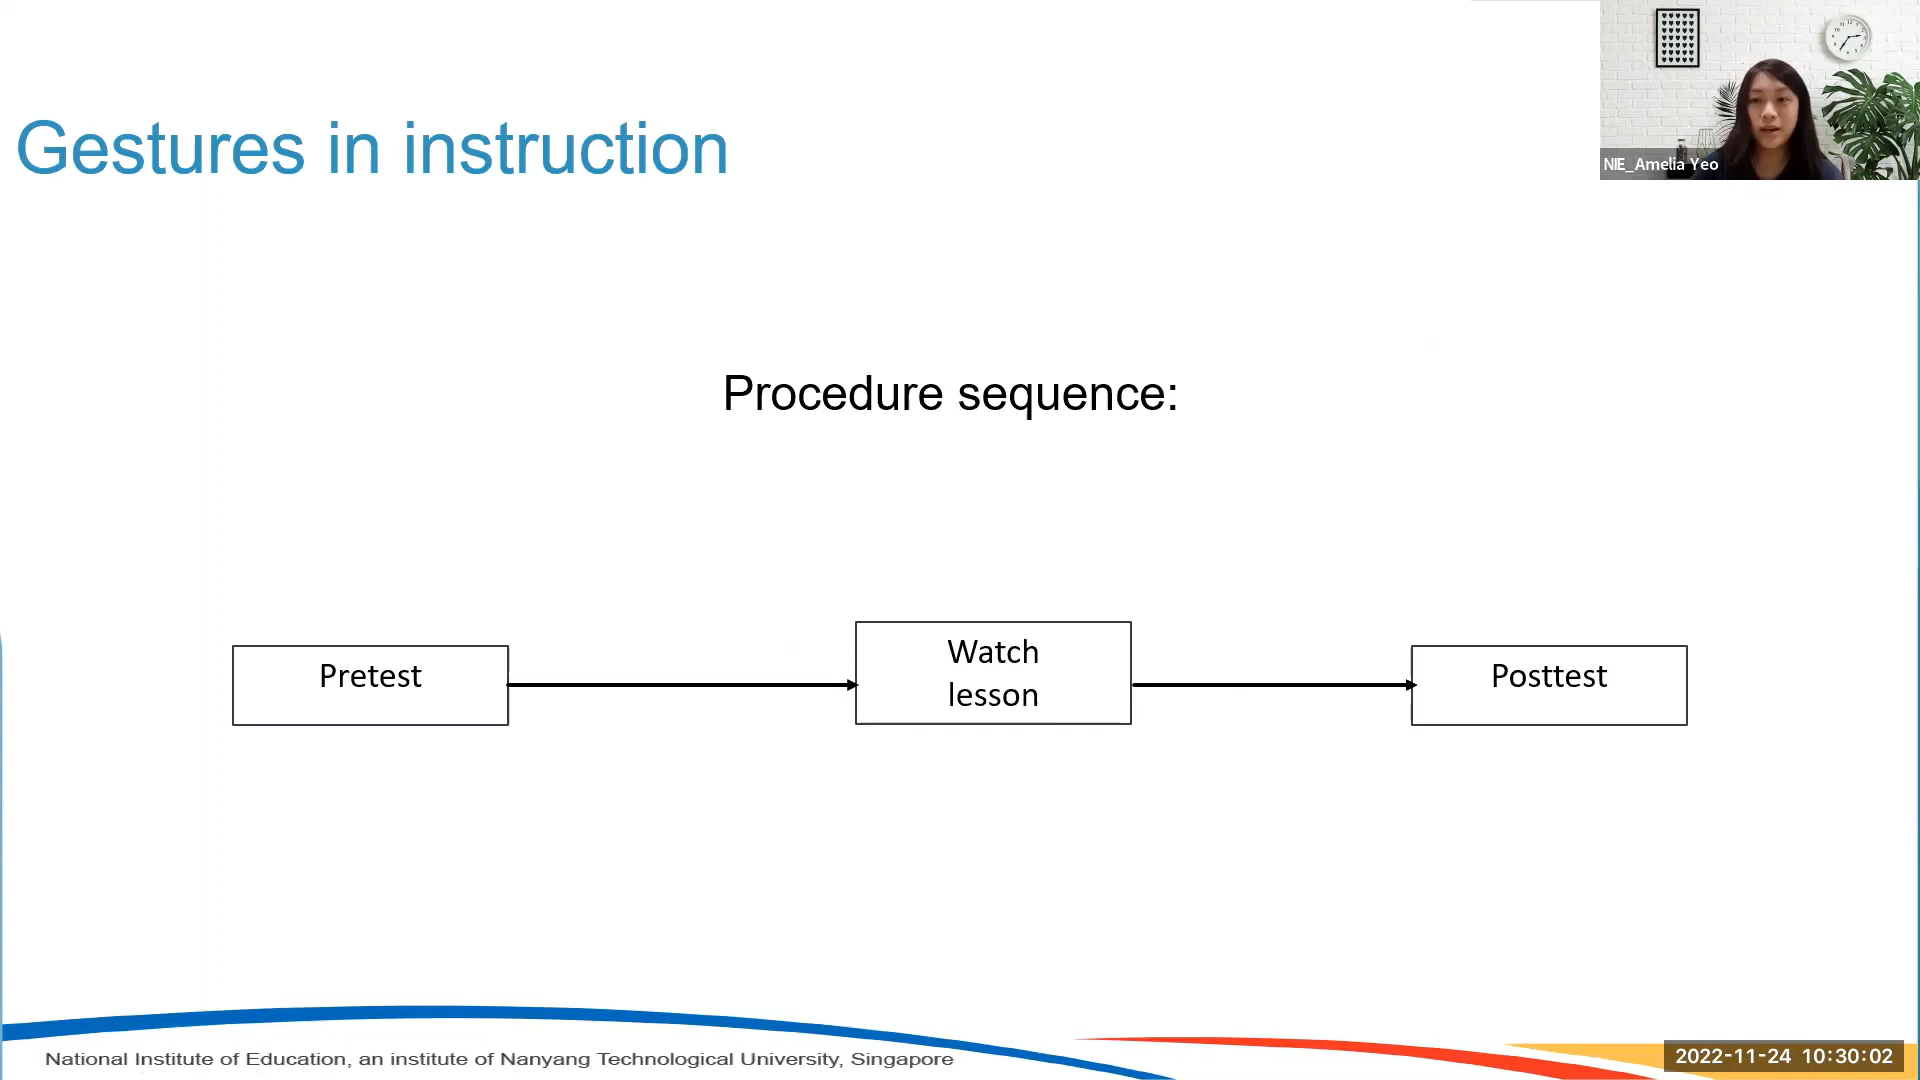 Gestures in instruction
NIE_Amelia Yeo
Procedure sequence:
Pretest
Watch
lesson
Posttest
National Institute of Education, an institute of Nanyang Technological University, Singapore
2022-11-24 10:30:02